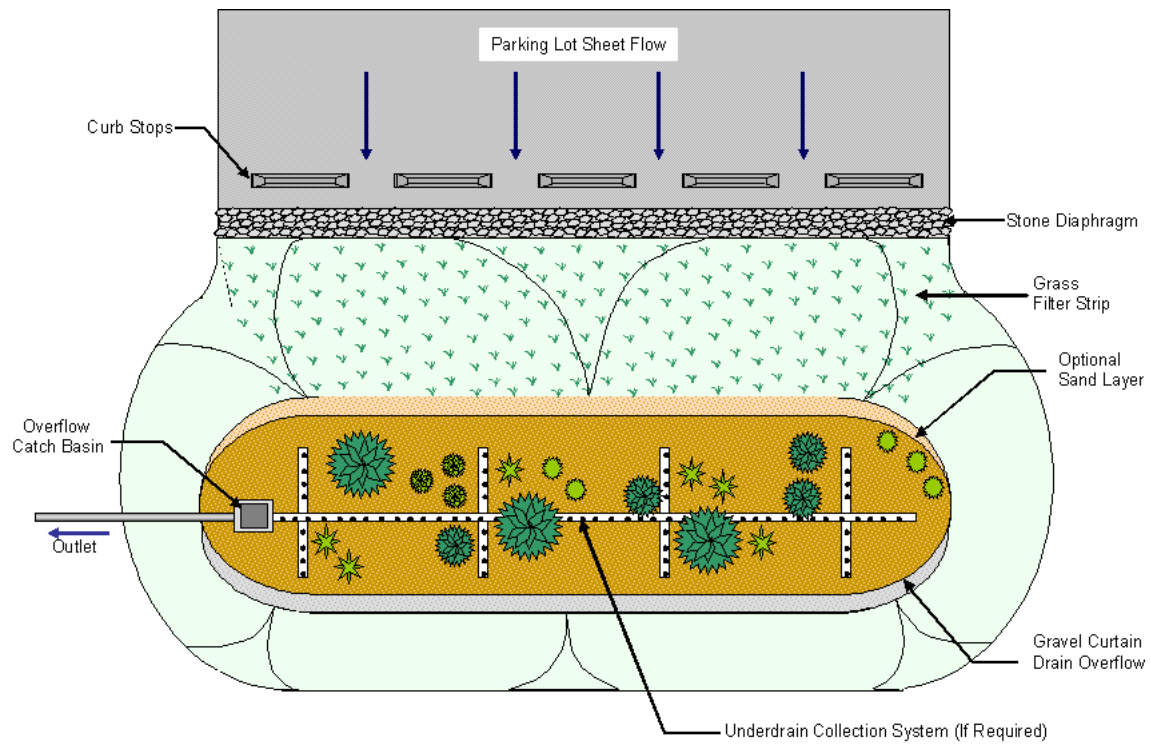 Parking Lot Sheet Flow
Curb Stops
Stone Diaphragm
Grass
Filter Strip
Optional
Sand Layer
Overflow
Catch Basin
Outlet
Gravel Curtain
Drain Overflow
Underdrain Collection System (If Required)